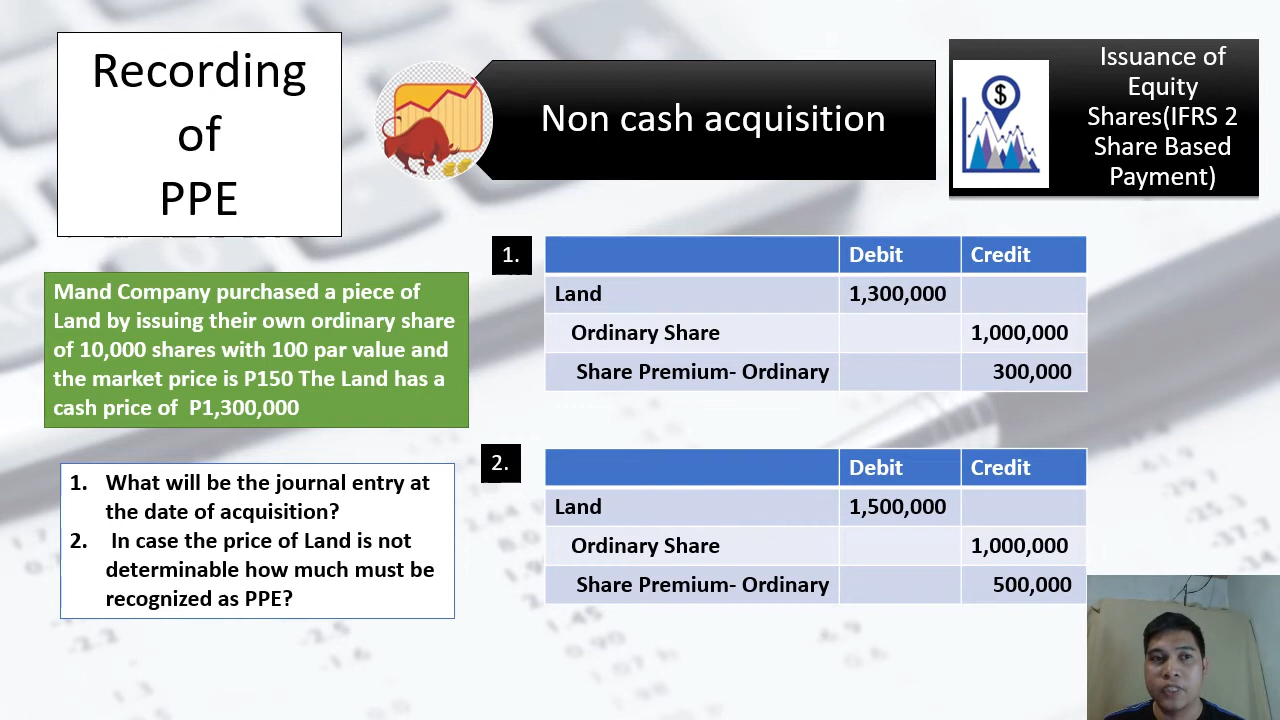 Recording
of
PPE
Non cash acquisition
Issuance of
Equity
Shares(IFRS 2
Share Based
Payment)
$
Mand Company purchased a piece of
Land by issuing their own ordinary share
of 10,000 shares with 100 par value and
the market price is P150 The Land has a
cash price of P1,300,000
1. What will be the journal entry at
the date of acquisition?
2. In case the price of Land is not
determinable how much must be
recognized as PPE?
1.
Debit Credit
Land 1,300,000
Ordinary Share 1,000,000
Share Premium- Ordinary 300,000
2.
Debit Credit
Land 1,500,000
Ordinary Share 1,000,000
Share Premium- Ordinary 500,000